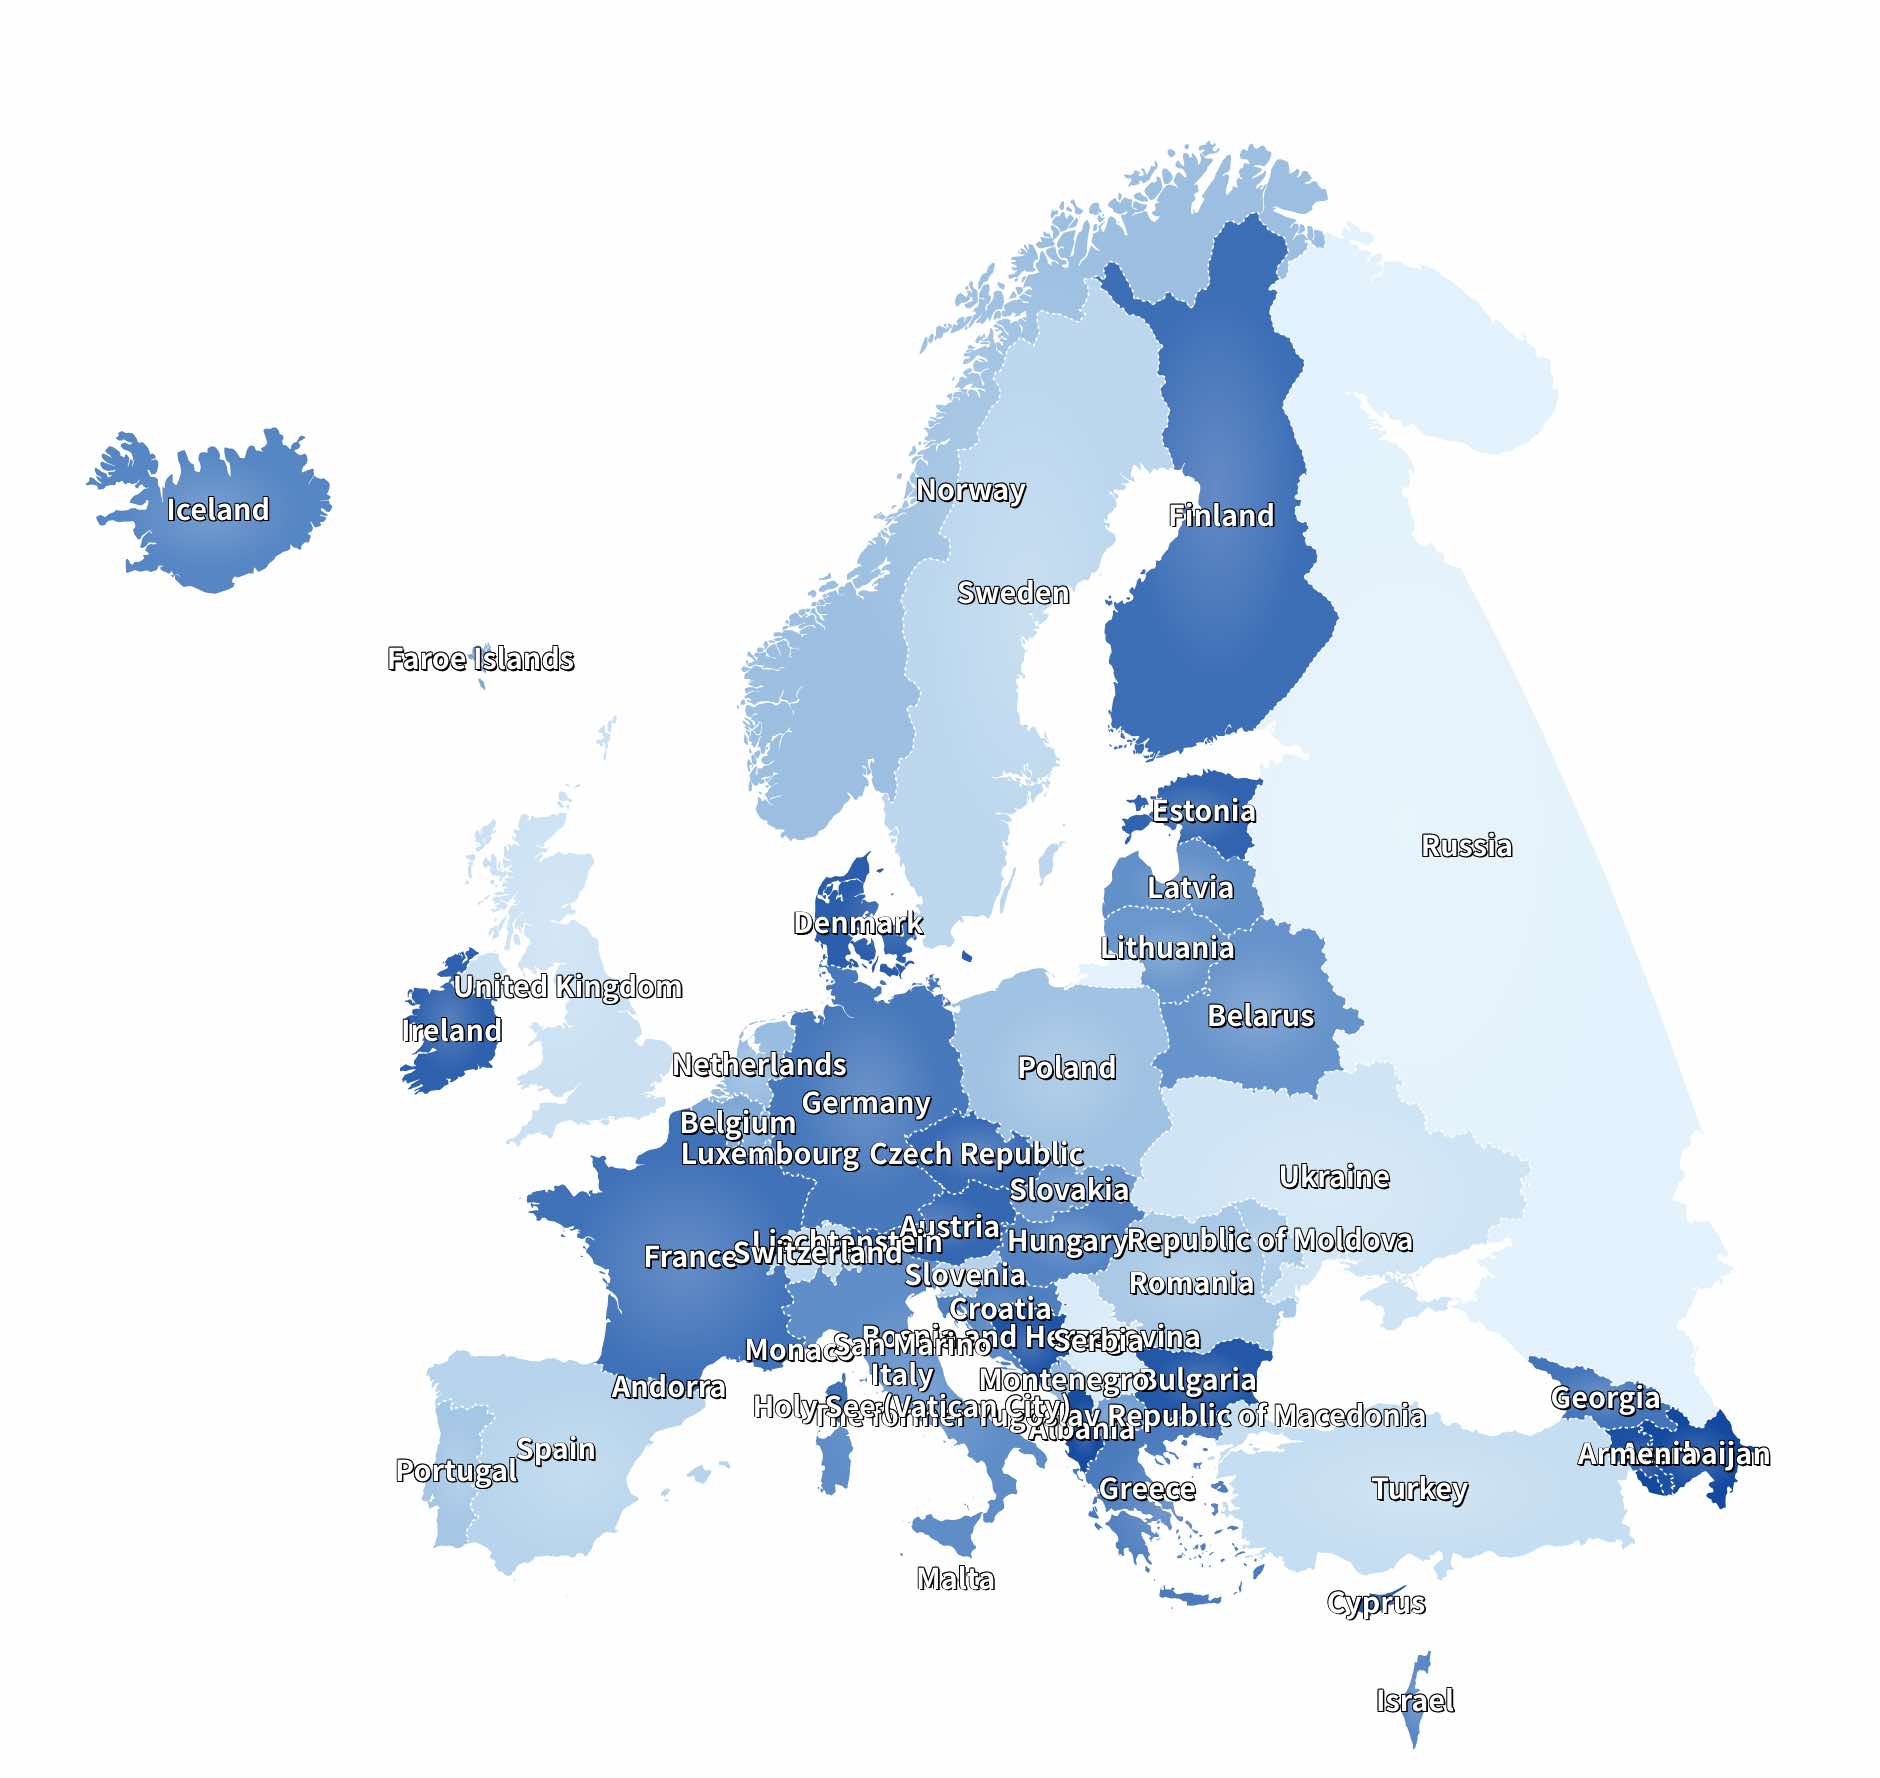 Norway
Iceland
Finland
Sweden
Faroe Islands
Estonia
Russia
Latvia
Denmark
Lithuania
United Kingdom
Belarus
Ireland
Netherlands
Poland
Germany
Belgium
Luxembourg
Czech Republic
Ukraine
Slovakia
Austria
Liechtenstein
Hungary
Republic of Moldova
Switzerland
France
Slovenia
Romania
Croatia
Bosnia and Herzegovina
Serbia
San Marino
Monaco
Italy
Montenegro
Bulgaria
Andorra
Georgia
Holy See (Vatican City)
The former Yugoslav Republic of Macedonia
Albania
Spain
Armenia
Portugal
Greece
Turkey
Malta
Cyprus
Israel